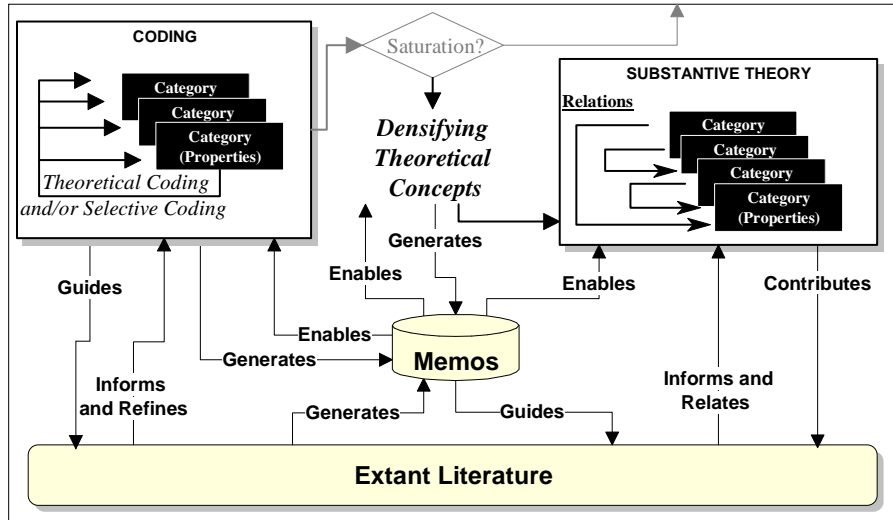 CODING
Category
Category
Category
(Properties)
Theoretical Coding
and/or Selective Coding
Saturation?
Densifying
Theoretical
Concepts
SUBSTANTIVE THEORY
Relations
Category
Category
Category
Category
(Properties)
Guides
Informs
and Refines
Generates
Enables
Enables
Generates
Enables
Contributes
Memos
Generates
Guides
Informs and
Relates
Extant Literature